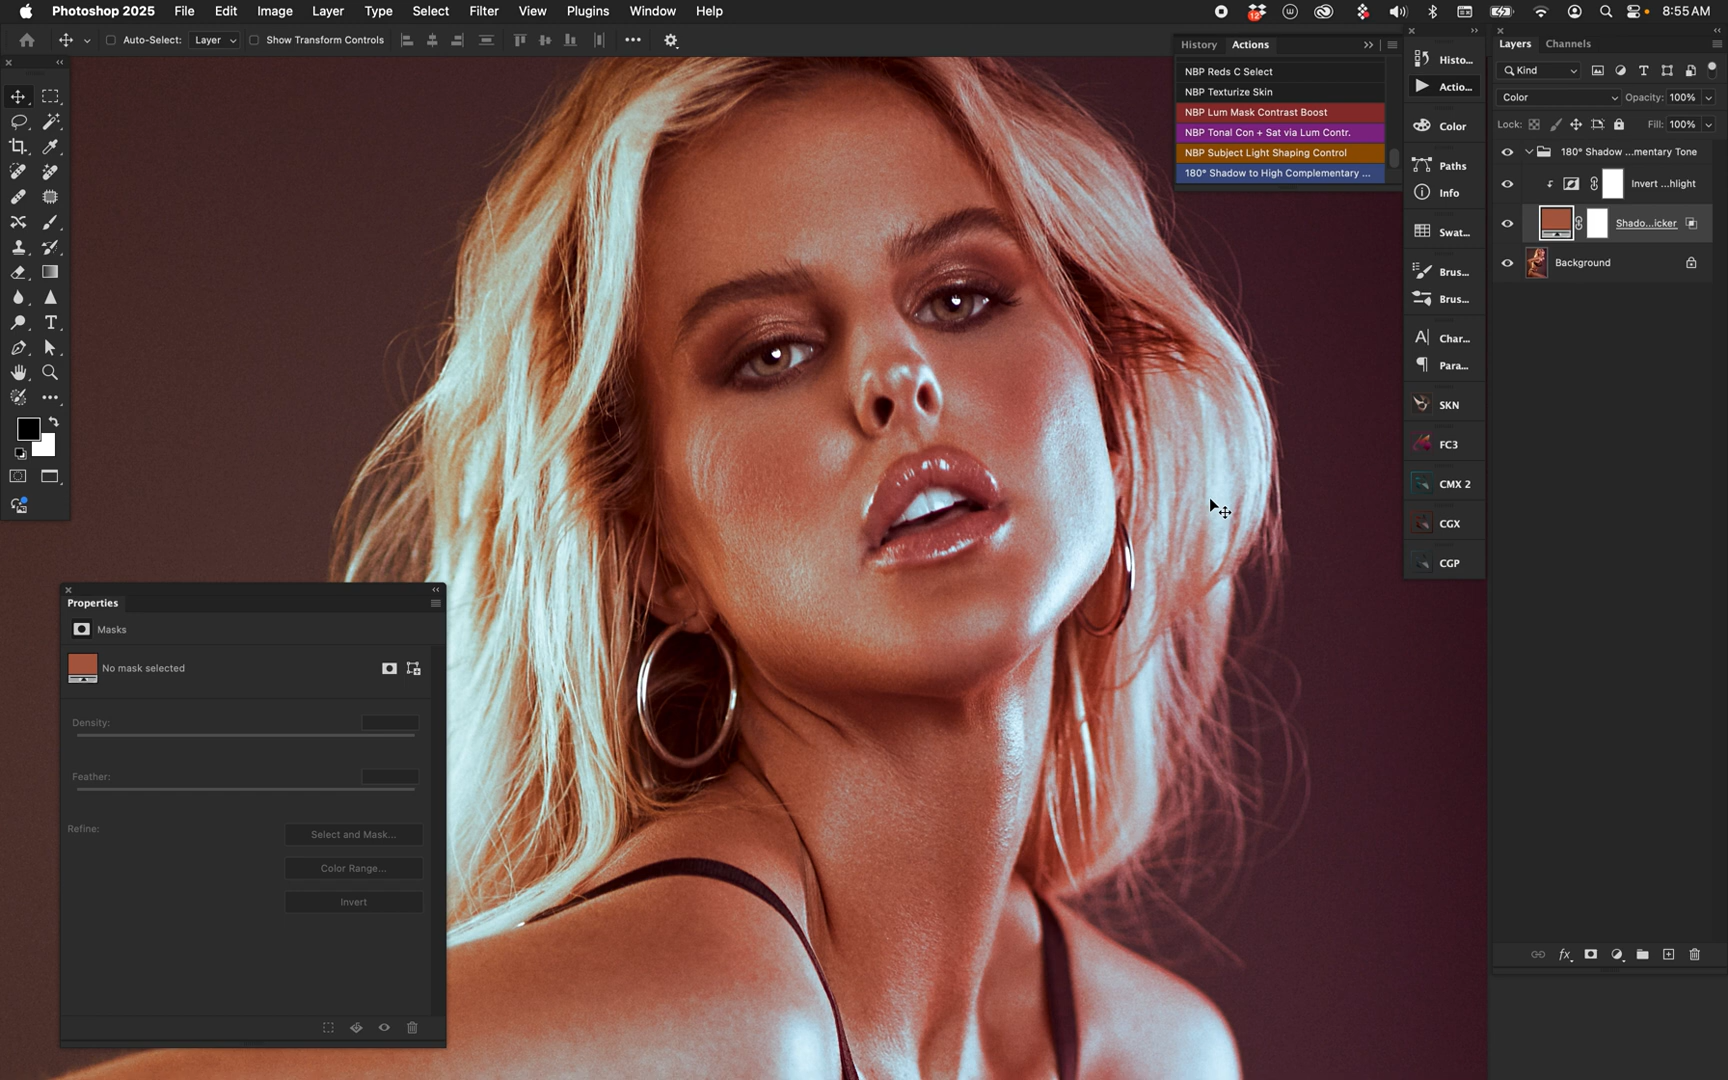 Photoshop 2025 File Edit Image Layer Type Select Filter View Plugins Window Help
12
8:55 AM
Auto-Select: Layer Show Transform Controls
History Actions
NBP Reds C Select
NBP Texturize Skin
NBP Lum Mask Contrast Boost
NBP Tonal Con + Sat via Lum Contr.
NBP Subject Light Shaping Control
180° Shadow to High Complementary ...
Histo...
Actio...
Color
Paths
Info
Swat...
Brus...
Brus...
Char...
Para...
SKN
FC3
CMX 2
CGX
CGP
Layers Channels
Kind
Color Opacity: 100%
Lock: Fill: 100%
180° Shadow ...mentary Tone
Invert ...hlight
Shado...icker
Background
Properties
Masks
No mask selected
Density:
Feather:
Refine:
Select and Mask...
Color Range...
Invert